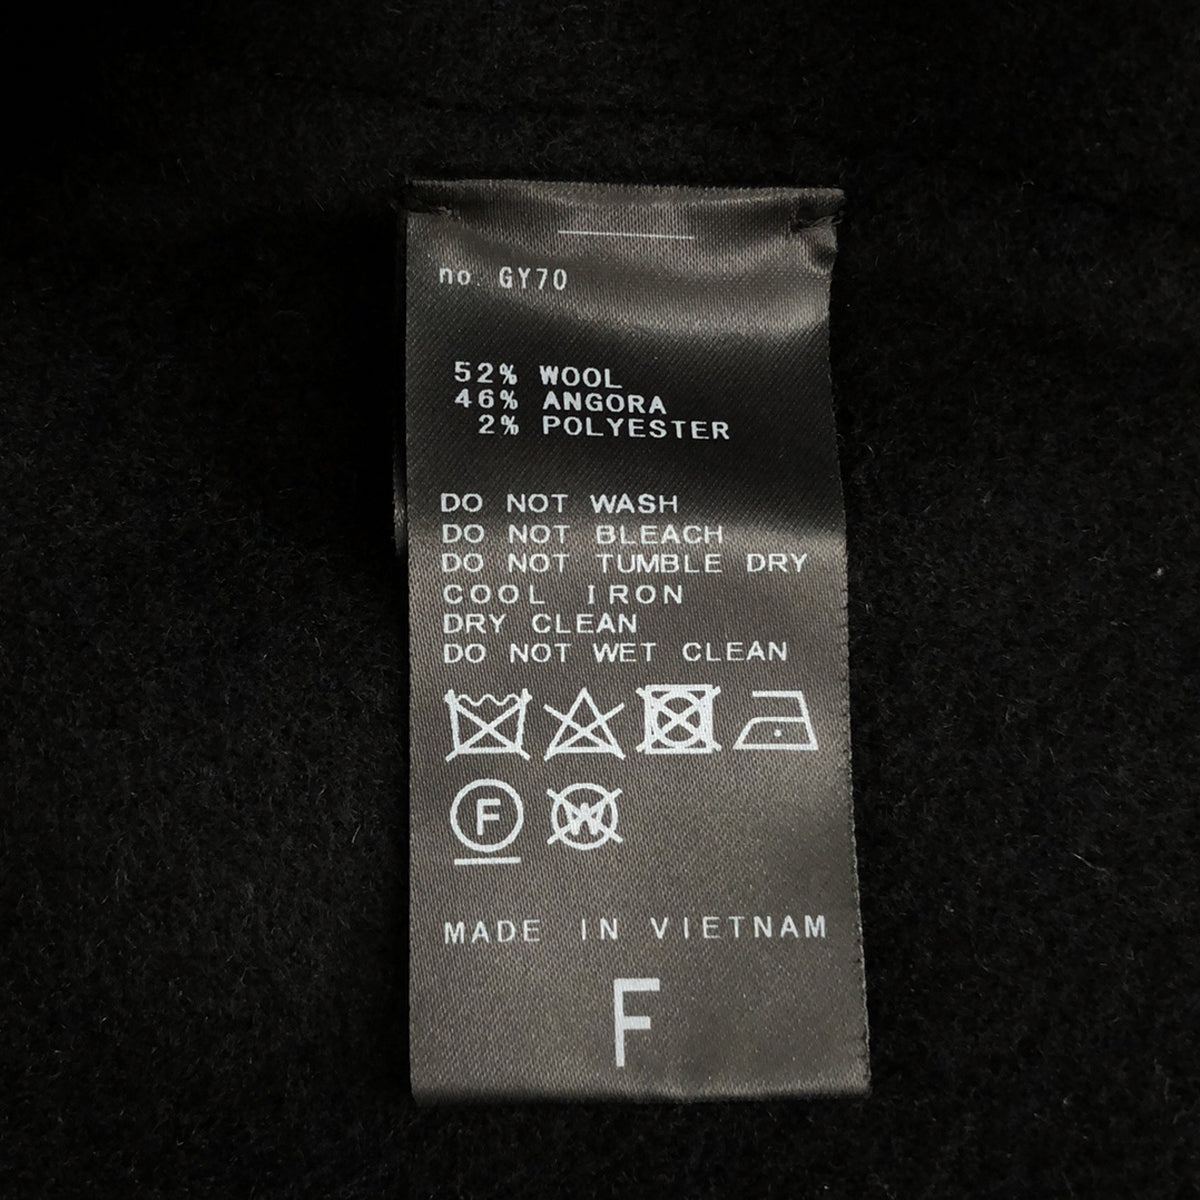 no. GY70
52% WOOL
46% ANGORA
2% POLYESTER
DO NOT WASH
DO NOT BLEACH
DO NOT TUMBLE DRY
COOL IRON
DRY CLEAN
DO NOT WET CLEAN
F W
MADE IN VIETNAM
F